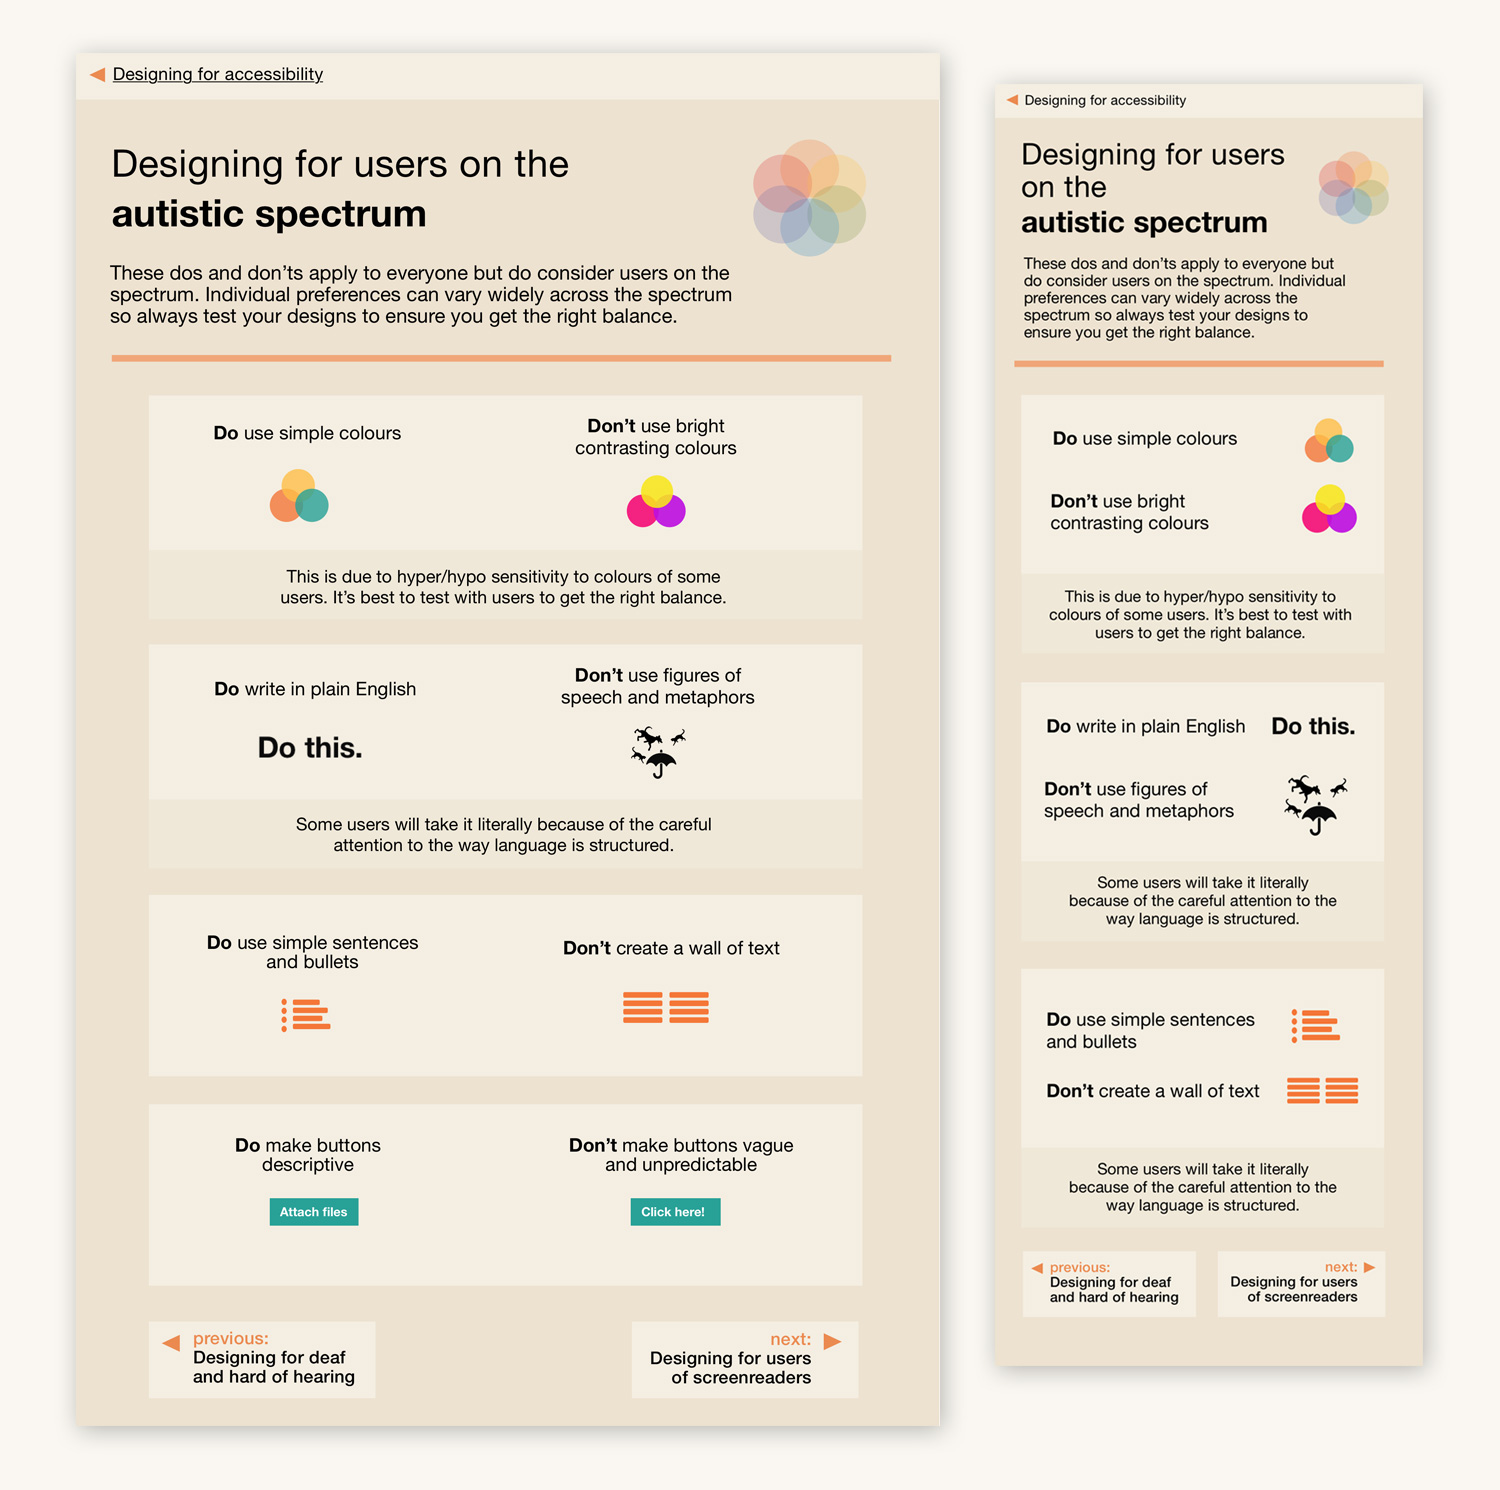 Designing for accessibility
Designing for users on the
autistic spectrum
These dos and don’ts apply to everyone but do consider users on the
spectrum. Individual preferences can vary widely across the spectrum
so always test your designs to ensure you get the right balance.
Do use simple colours
Don’t use bright
contrasting colours
This is due to hyper/hypo sensitivity to colours of some
users. It’s best to test with users to get the right balance.
Do write in plain English
Do this.
Don’t use figures of
speech and metaphors
Some users will take it literally because of the careful
attention to the way language is structured.
Do use simple sentences
and bullets
Don’t create a wall of text
Do make buttons
descriptive
Attach files
Don’t make buttons vague
and unpredictable
Click here!
previous:
Designing for deaf
and hard of hearing
next:
Designing for users
of screenreaders
Designing for accessibility
Designing for users
on the
autistic spectrum
These dos and don’ts apply to everyone but
do consider users on the spectrum. Individual
preferences can vary widely across the
spectrum so always test your designs to
ensure you get the right balance.
Do use simple colours
Don’t use bright
contrasting colours
This is due to hyper/hypo sensitivity to
colours of some users. It’s best to test with
users to get the right balance.
Do write in plain English
Do this.
Don’t use figures of
speech and metaphors
Some users will take it literally
because of the careful attention to the
way language is structured.
Do use simple sentences
and bullets
Don’t create a wall of text
Some users will take it literally
because of the careful attention to the
way language is structured.
previous:
Designing for deaf
and hard of hearing
next:
Designing for users
of screenreaders